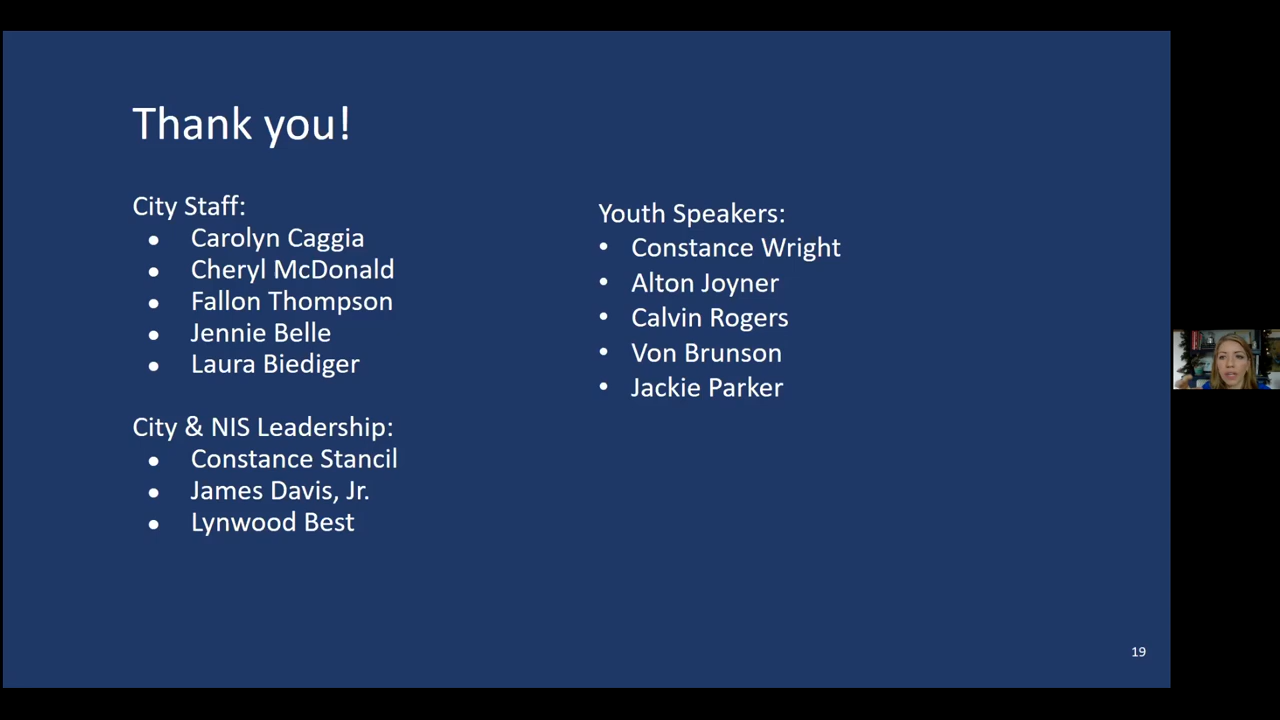 Thank you!
City Staff:
● Carolyn Caggia
● Cheryl McDonald
● Fallon Thompson
● Jennie Belle
● Laura Biediger
City & NIS Leadership:
● Constance Stancil
● James Davis, Jr.
● Lynwood Best
Youth Speakers:
• Constance Wright
• Alton Joyner
• Calvin Rogers
• Von Brunson
• Jackie Parker
19